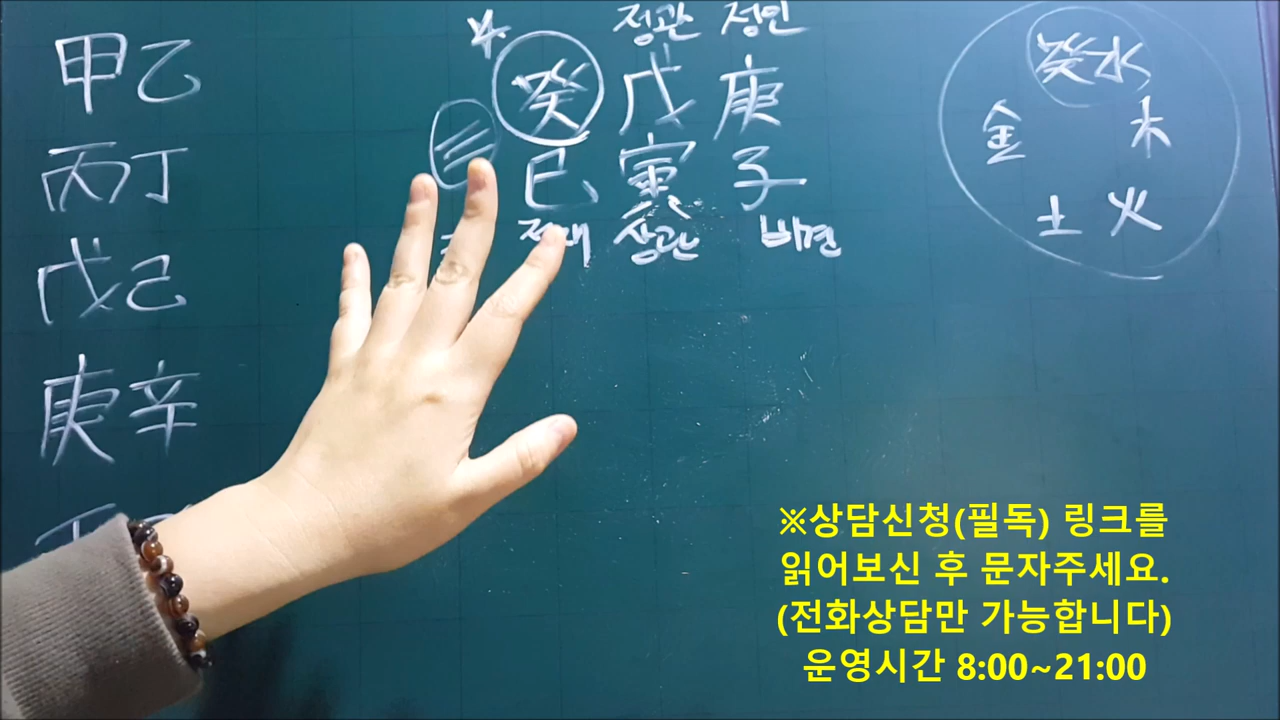 甲乙
丙丁
戊己
庚辛
정관 정인
癸戊庚
巳寅子
상관 비견
癸水
金 木
土 火
※상담신청(필독) 링크를
읽어보신 후 문자주세요.
(전화상담만 가능합니다)
운영시간 8:00~21:00